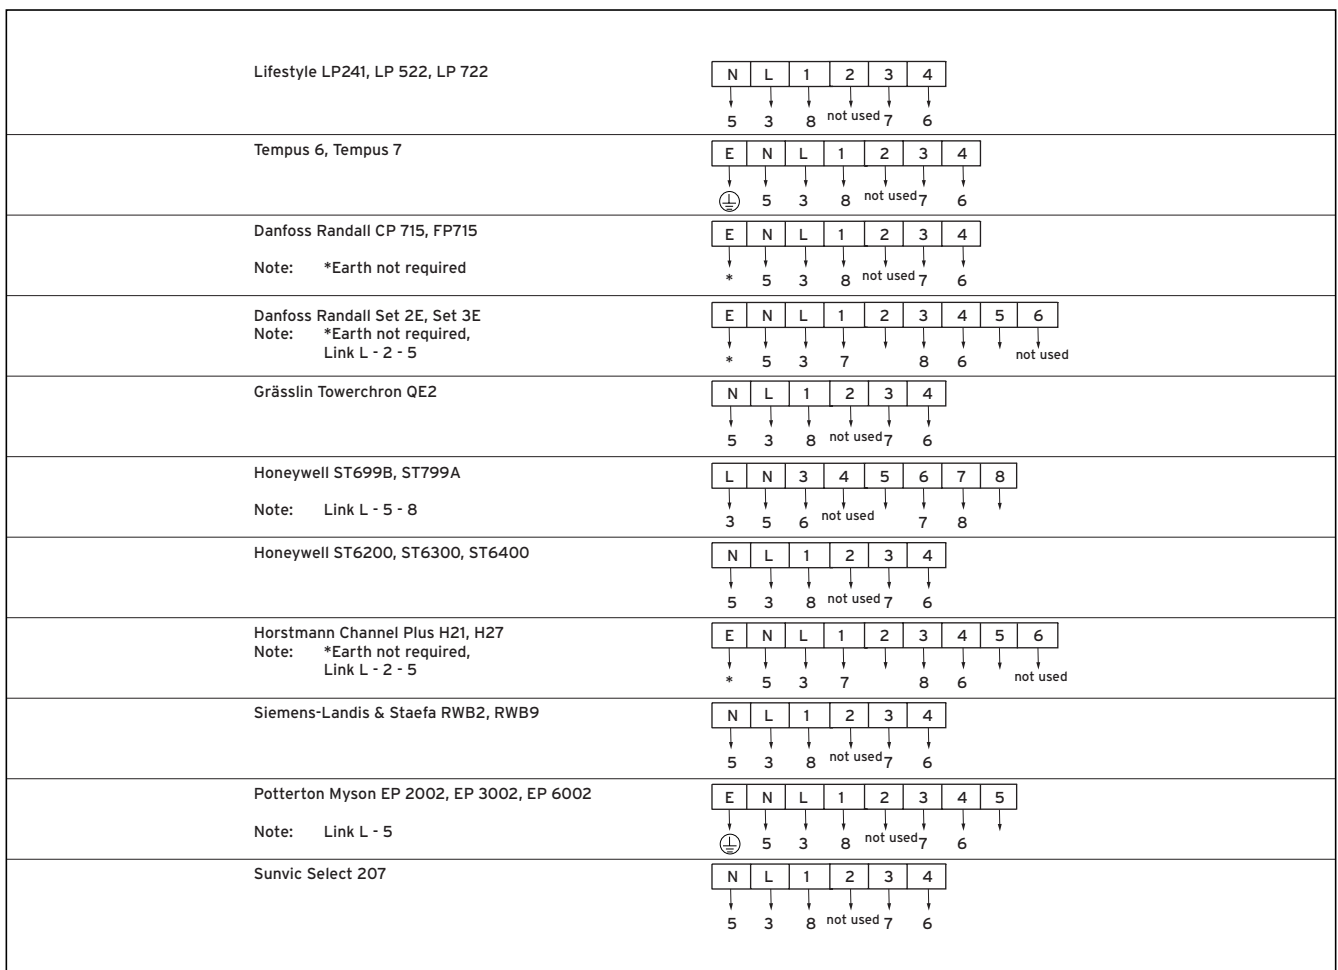 Lifestyle LP241, LP 522, LP 722
N L 1 2 3 4
5 3 8 not used 7 6
Tempus 6, Tempus 7
E N L 1 2 3 4
5 3 8 not used 7 6
Danfoss Randall CP 715, FP715
Note: *Earth not required
E N L 1 2 3 4
* 5 3 8 not used 7 6
Danfoss Randall Set 2E, Set 3E
Note: *Earth not required,
Link L - 2 - 5
E N L 1 2 3 4 5 6
* 5 3 7 8 6 not used
Grässlin Towerchron QE2
N L 1 2 3 4
5 3 8 not used 7 6
Honeywell ST699B, ST799A
Note: Link L - 5 - 8
L N 3 4 5 6 7 8
3 5 6 not used 7 8
Honeywell ST6200, ST6300, ST6400
N L 1 2 3 4
5 3 8 not used 7 6
Horstmann Channel Plus H21, H27
Note: *Earth not required,
Link L - 2 - 5
E N L 1 2 3 4 5 6
* 5 3 7 8 6 not used
Siemens-Landis & Staefa RWB2, RWB9
N L 1 2 3 4
5 3 8 not used 7 6
Potterton Myson EP 2002, EP 3002, EP 6002
Note: Link L - 5
E N L 1 2 3 4 5
5 3 8 not used 7 6
Sunvic Select 207
N L 1 2 3 4
5 3 8 not used 7 6